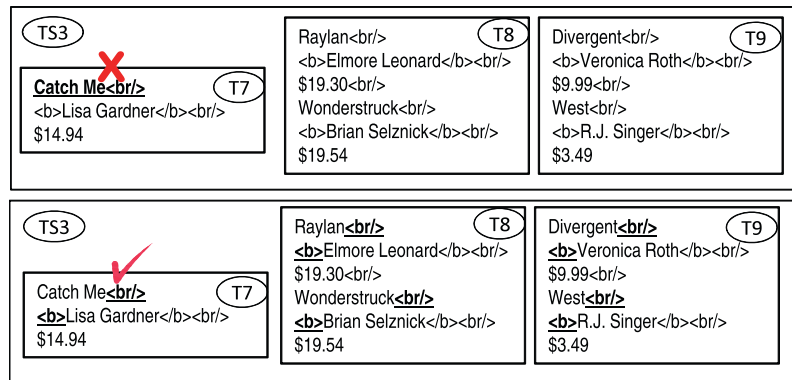 TS3
Catch Me<br/>
T7
<b>Lisa Gardner</b><br/>
$14.94
Raylan<br/>
T8
<b>Elmore Leonard</b><br/>
$19.30<br/>
Wonderstruck<br/>
<b>Brian Selznick</b><br/>
$19.54
Divergent<br/>
T9
<b>Veronica Roth</b><br/>
$9.99<br/>
West<br/>
<b>R.J. Singer</b><br/>
$3.49
TS3
Catch Me<br/>
T7
<b>Lisa Gardner</b><br/>
$14.94
Raylan<br/>
T8
<b>Elmore Leonard</b><br/>
$19.30<br/>
Wonderstruck<br/>
<b>Brian Selznick</b><br/>
$19.54
Divergent<br/>
T9
<b>Veronica Roth</b><br/>
$9.99<br/>
West<br/>
<b>R.J. Singer</b><br/>
$3.49